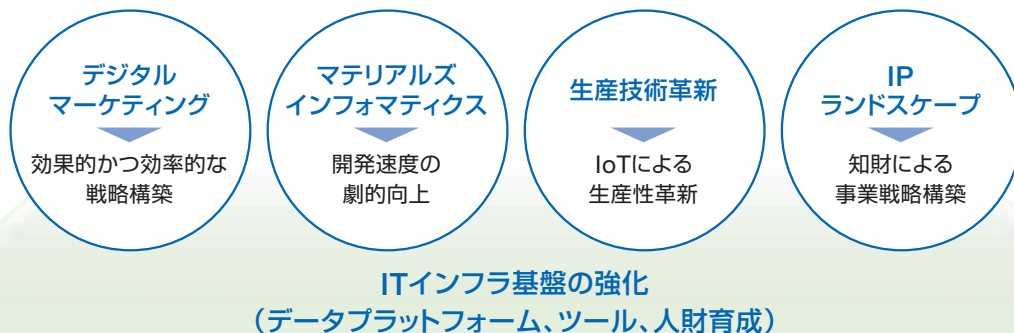 デジタル
マーケティング
効果的かつ効率的な
戦略構築
マテリアルズ
インフォマティクス
開発速度の
劇的向上
生産技術革新
IoTによる
生産性革新
IP
ランドスケープ
知財による
事業戦略構築
ITインフラ基盤の強化
（データプラットフォーム、ツール、人財育成）